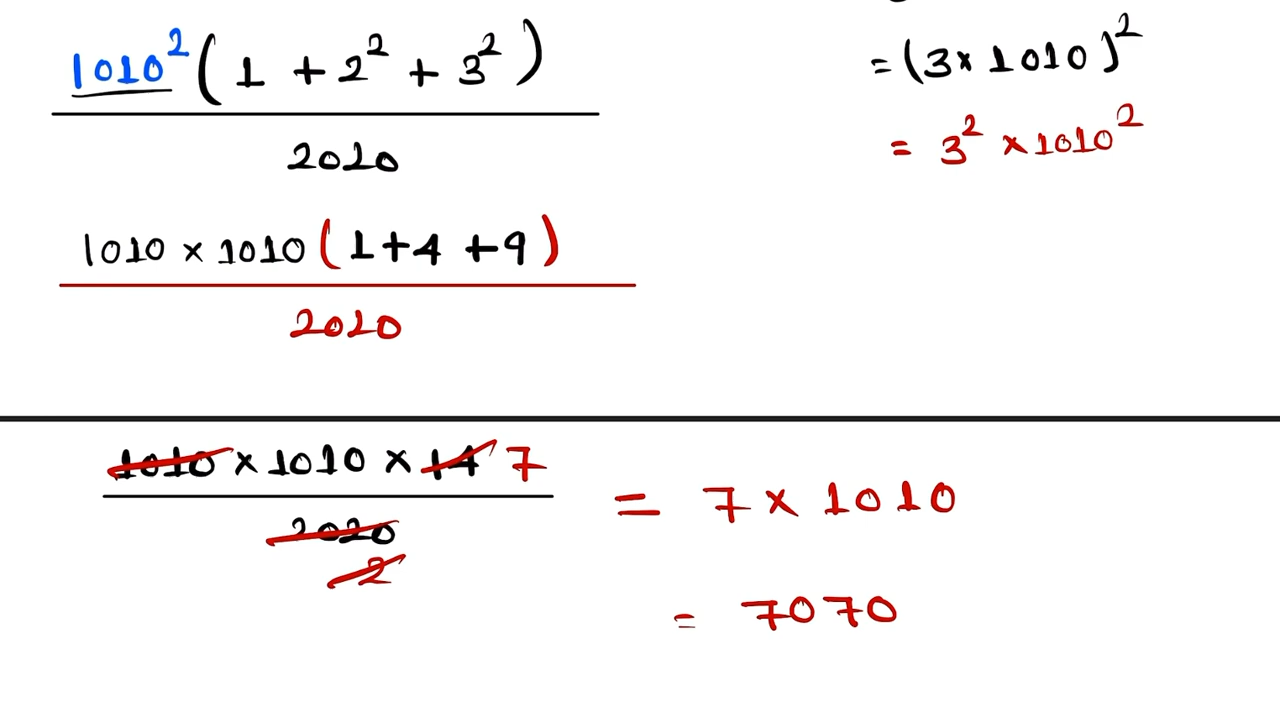 1010² ( 1 + 2² + 3² )
2020
1010 × 1010 ( 1 + 4 + 9 )
2020
= ( 3 × 1010 )²
= 3² × 1010²
1010 × 1010 × 14 7
2020
2
= 7 × 1010
= 7070